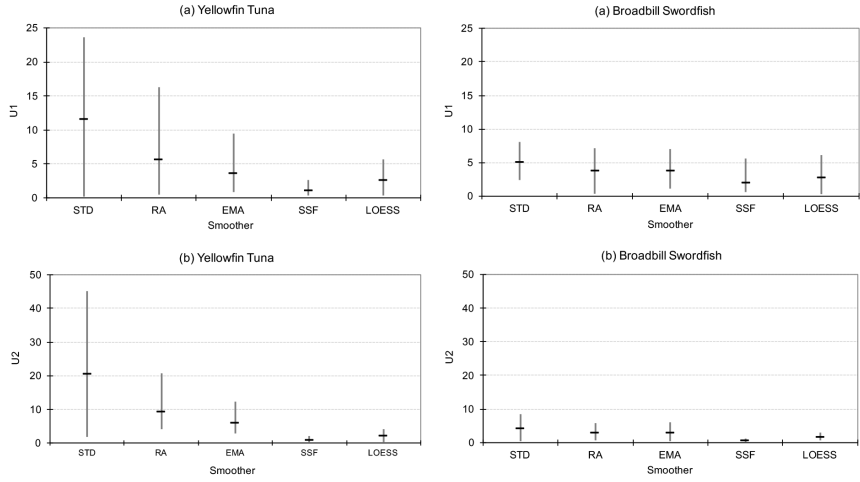 (a) Yellowfin Tuna
25
20
15
10
5
0
U1
STD RA EMA SSF LOESS
Smoother
(a) Broadbill Swordfish
25
20
15
10
5
0
U1
STD RA EMA SSF LOESS
Smoother
(b) Yellowfin Tuna
50
40
30
20
10
0
U2
STD RA EMA SSF LOESS
Smoother
(b) Broadbill Swordfish
50
40
30
20
10
0
U2
STD RA EMA SSF LOESS
Smoother